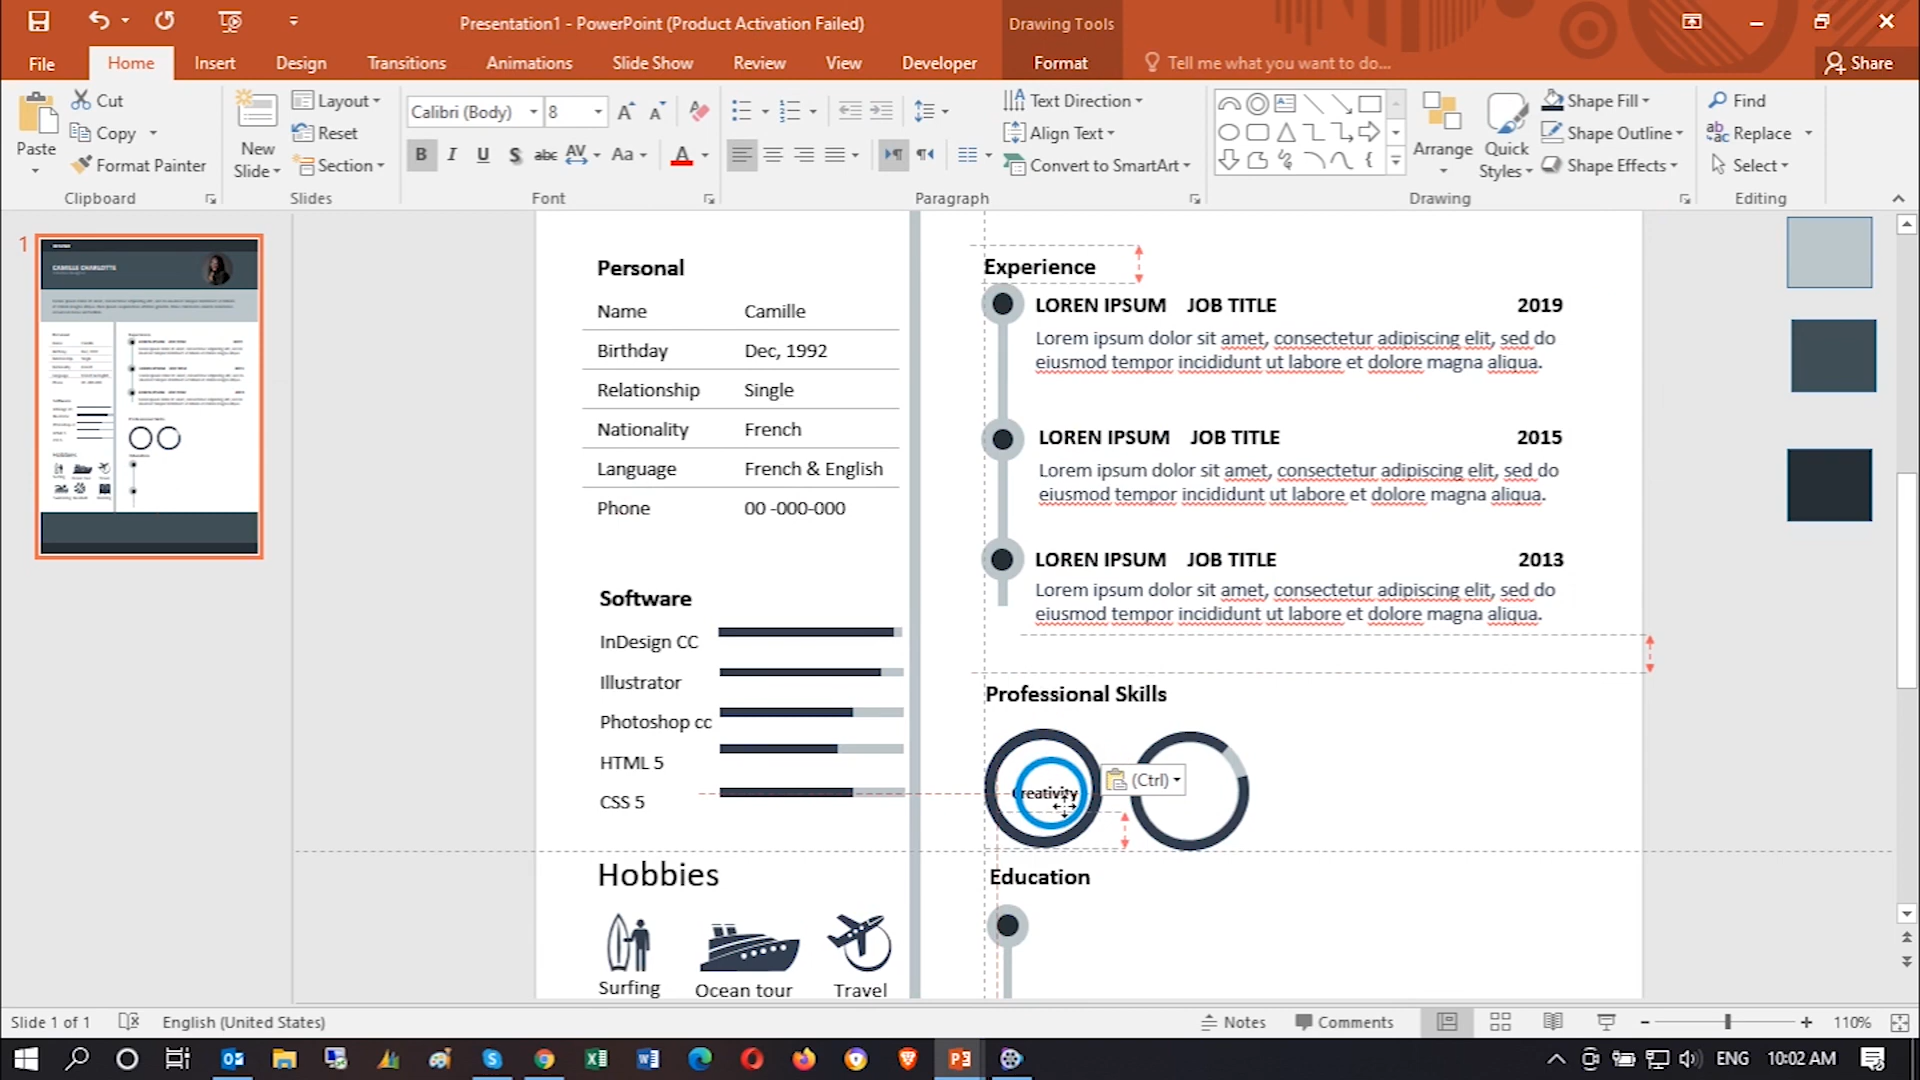 Presentation1 - PowerPoint (Product Activation Failed)
Drawing Tools
File
Home
Insert
Design
Transitions
Animations
Slide Show
Review
View
Developer
Format
Tell me what you want to do...
Share
Paste
Cut
Copy
Format Painter
Clipboard
New Slide
Layout
Reset
Section
Slides
Calibri (Body)
8
B I U S abc AV Aa A
Font
Text Direction
Align Text
Convert to SmartArt
Paragraph
Arrange
Quick Styles
Shape Fill
Shape Outline
Shape Effects
Drawing
Find
Replace
Select
Editing
1
Personal
Name Camille
Birthday Dec, 1992
Relationship Single
Nationality French
Language French & English
Phone 00 -000-000
Software
InDesign CC
Illustrator
Photoshop cc
HTML 5
CSS 5
Hobbies
Surfing
Ocean tour
Travel
Experience
LOREN IPSUM JOB TITLE 2019
Lorem ipsum dolor sit amet, consectetur adipiscing elit, sed do
eiusmod tempor incididunt ut labore et dolore magna aliqua.
LOREN IPSUM JOB TITLE 2015
Lorem ipsum dolor sit amet, consectetur adipiscing elit, sed do
eiusmod tempor incididunt ut labore et dolore magna aliqua.
LOREN IPSUM JOB TITLE 2013
Lorem ipsum dolor sit amet, consectetur adipiscing elit, sed do
eiusmod tempor incididunt ut labore et dolore magna aliqua.
Professional Skills
Creativity
(Ctrl)
Education
Slide 1 of 1
English (United States)
Notes
Comments
110%
ENG
10:02 AM